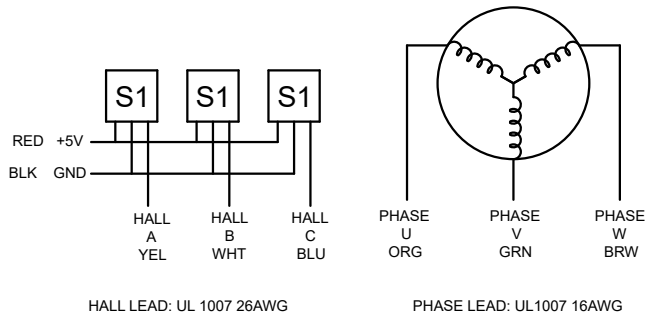 S1 S1 S1
RED +5V
BLK GND
HALL
A
YEL
HALL
B
WHT
HALL
C
BLU
PHASE
U
ORG
PHASE
V
GRN
PHASE
W
BRW
HALL LEAD: UL 1007 26AWG
PHASE LEAD: UL1007 16AWG